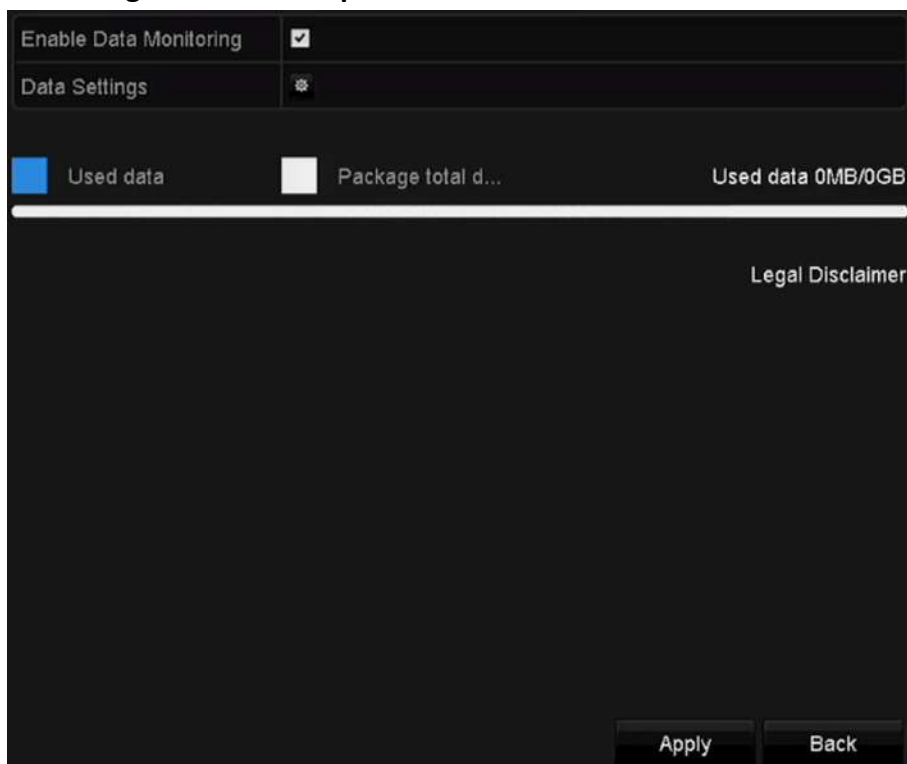 Enable Data Monitoring
Data Settings
Used data Package total d... Used data 0MB/0GB
Legal Disclaimer
Apply Back